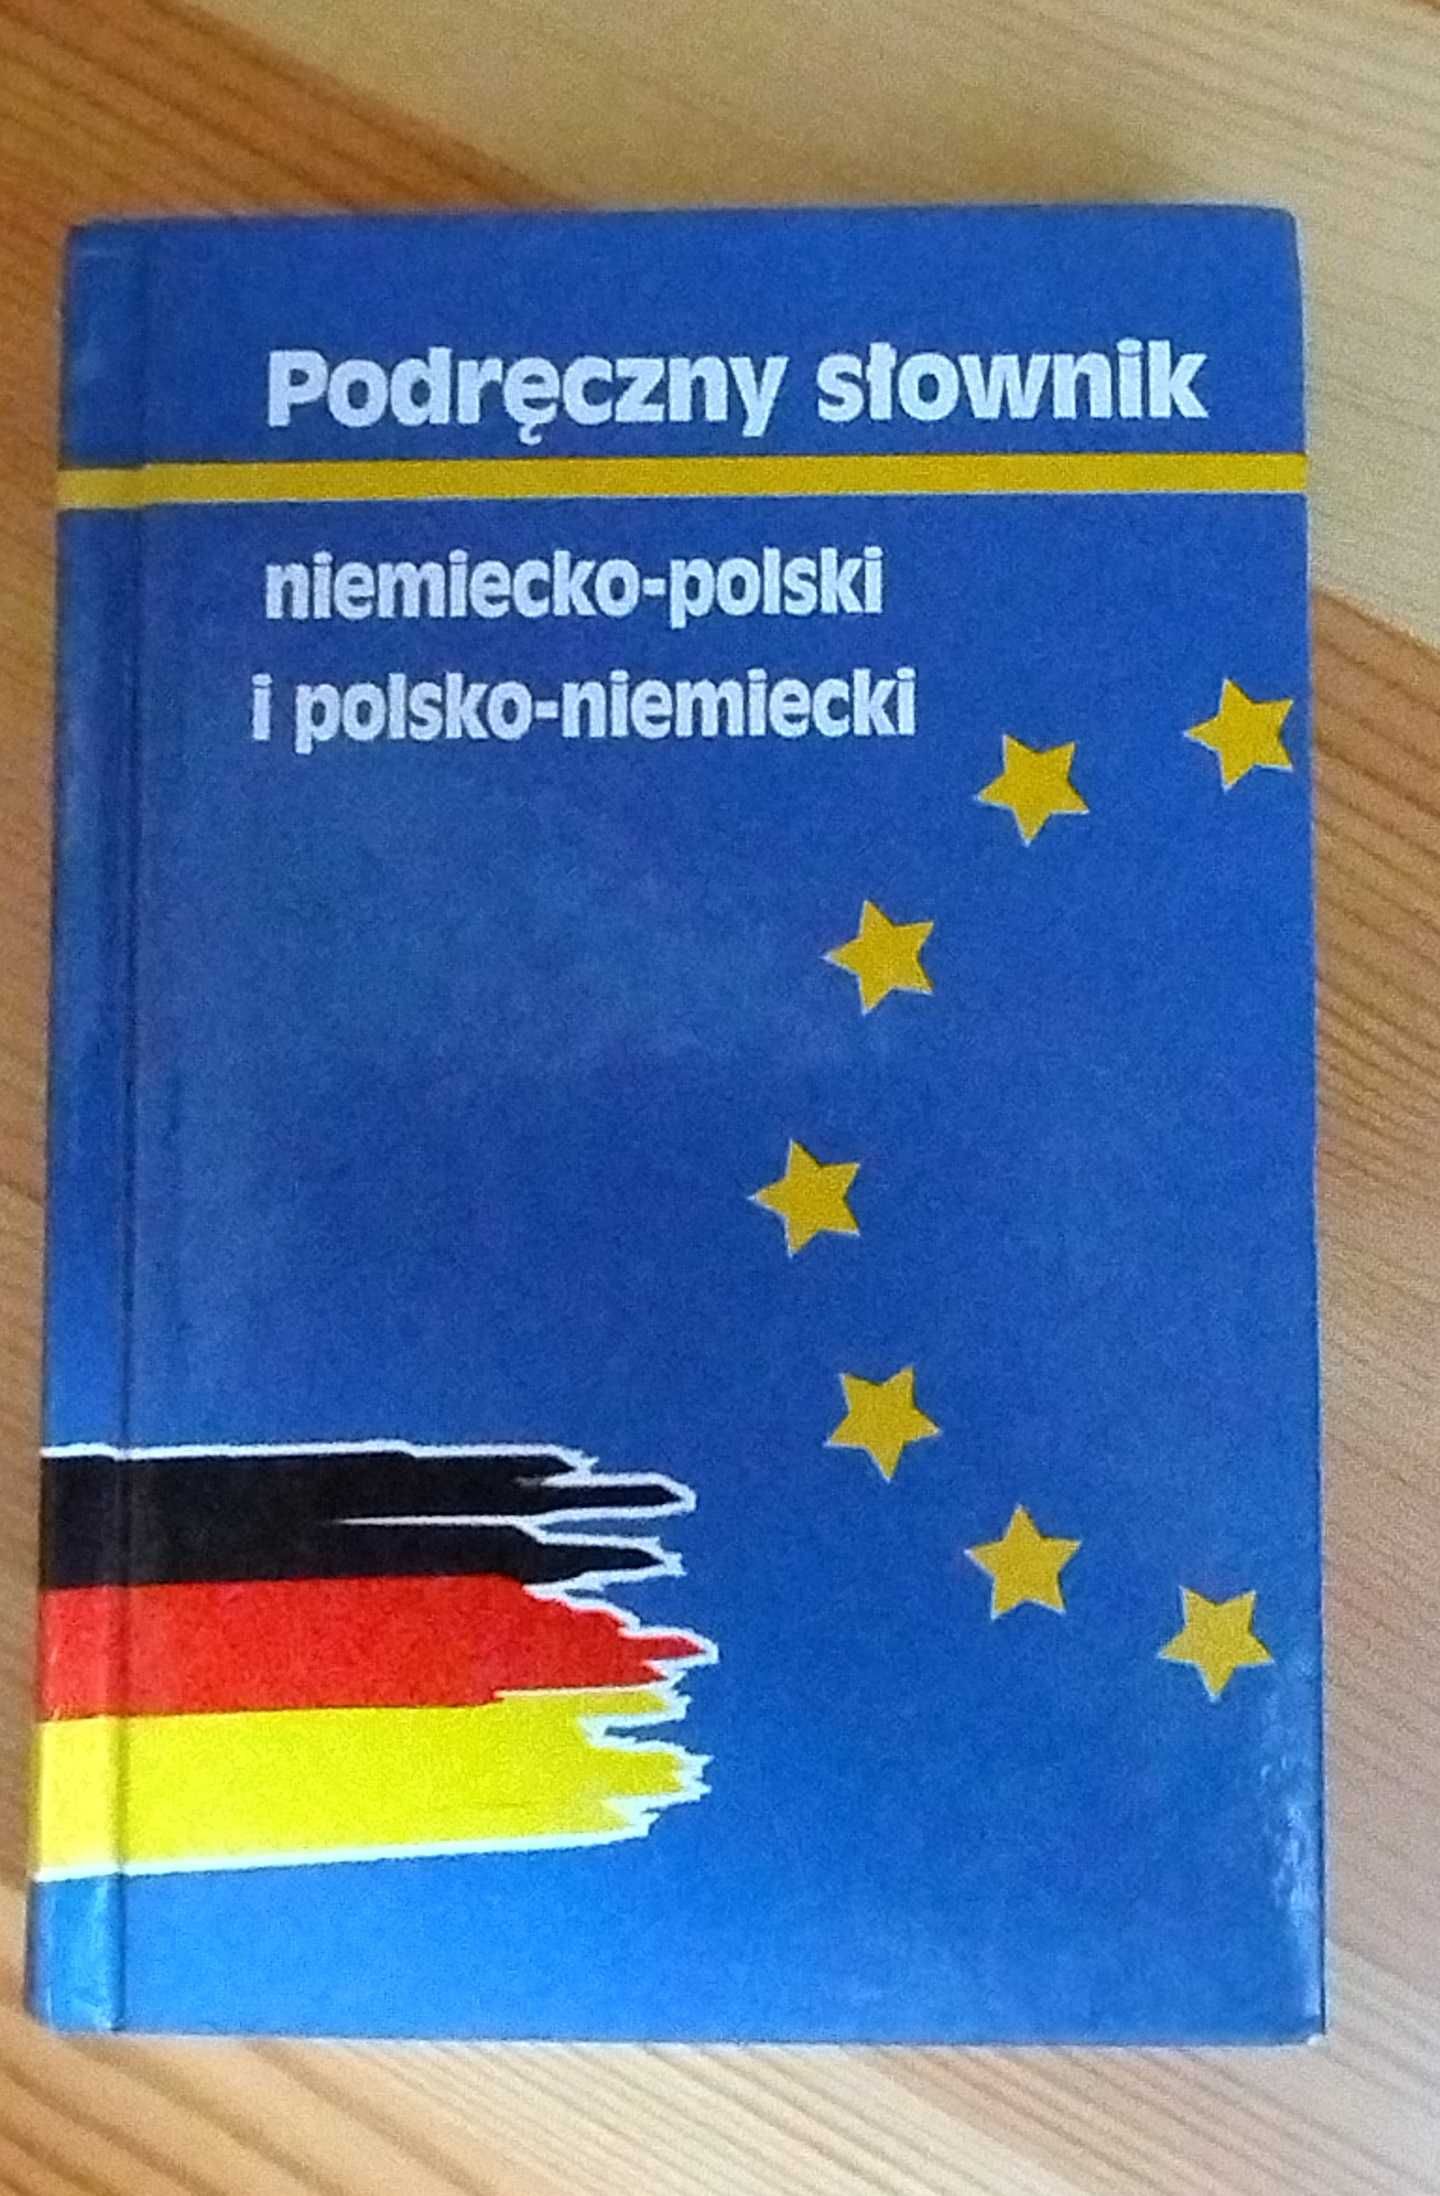 Podręczny słownik
niemiecko-polski
i polsko-niemiecki